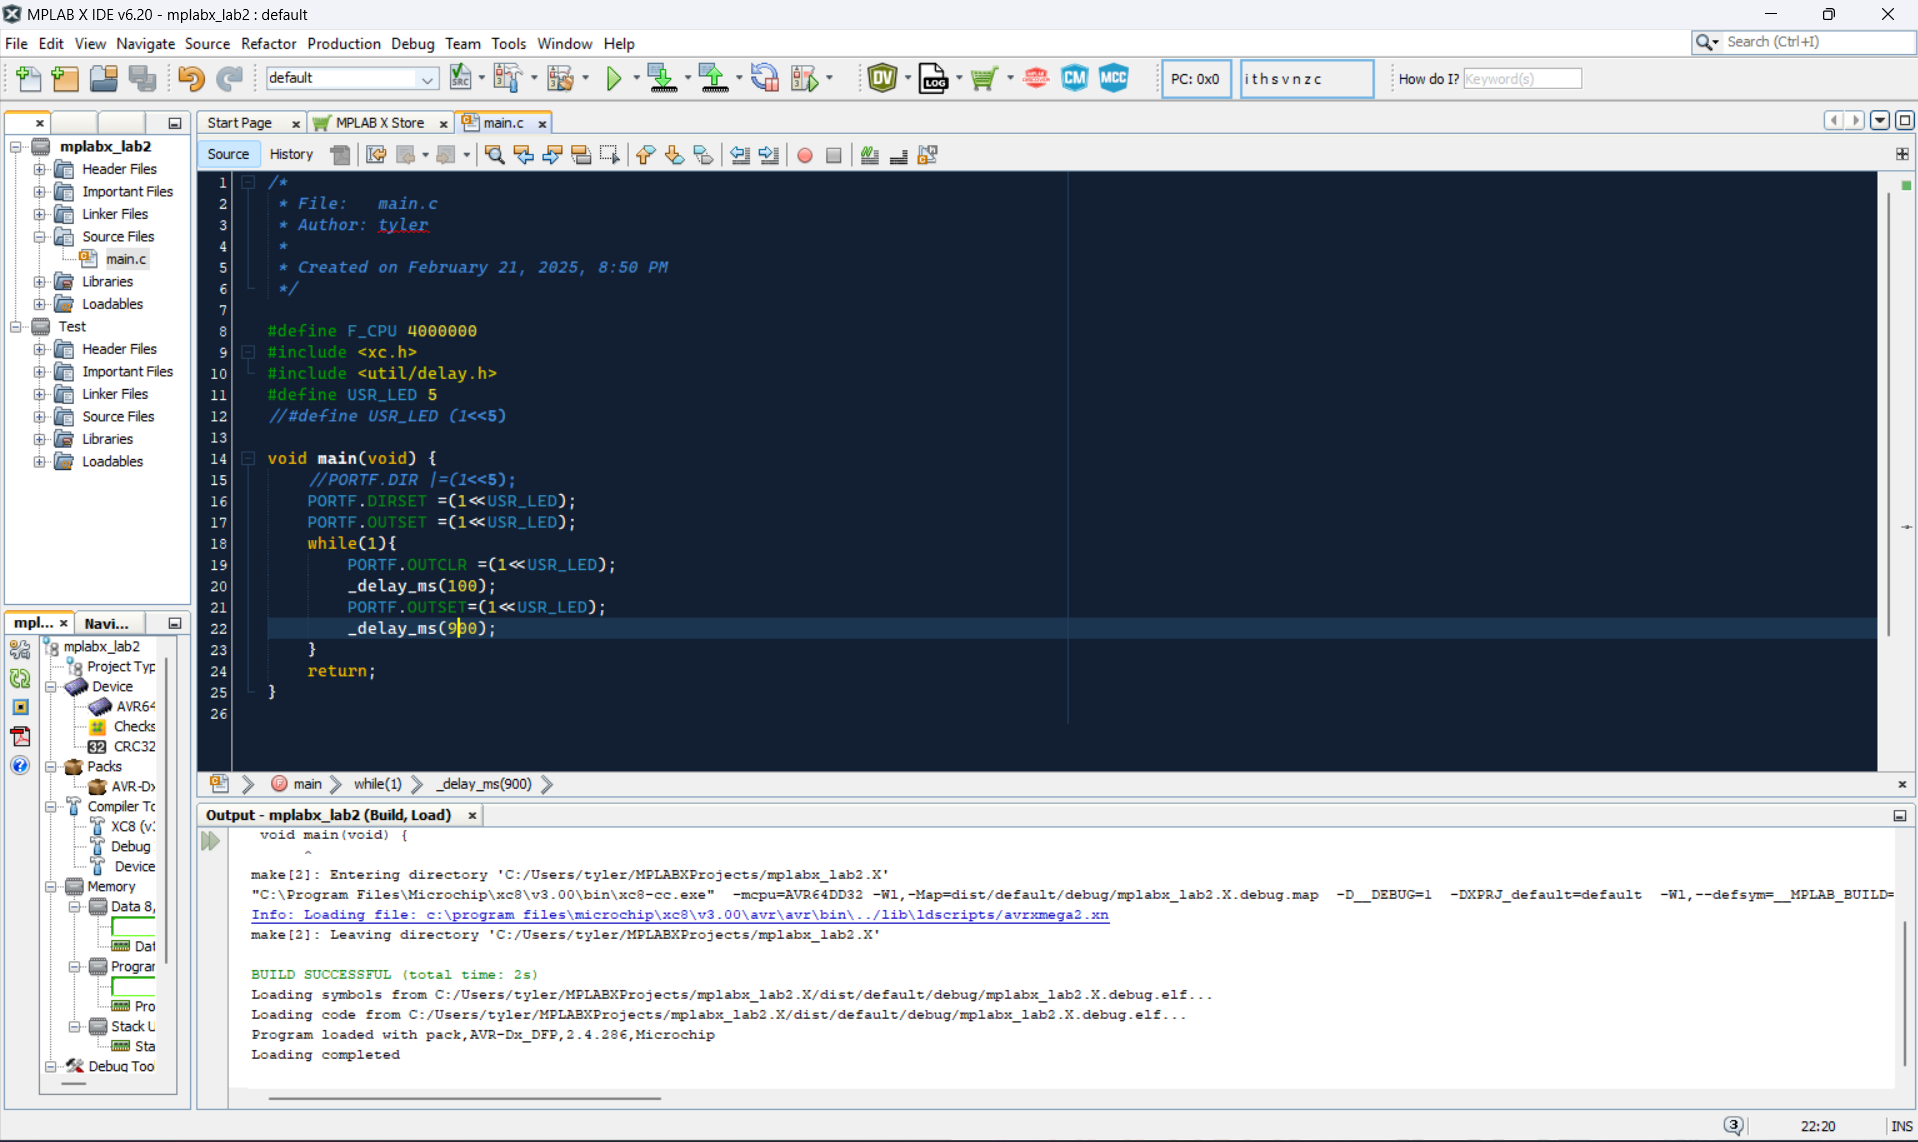 MPLAB X IDE v6.20 - mplabx_lab2 : default
File Edit View Navigate Source Refactor Production Debug Team Tools Window Help
Search (Ctrl+I)
default
PC: 0x0
i t h s v n z c
How do I?
Keyword(s)
Start Page
MPLAB X Store
main.c
Source
History
mplabx_lab2
Header Files
Important Files
Linker Files
Source Files
main.c
Libraries
Loadables
Test
Header Files
Important Files
Linker Files
Source Files
Libraries
Loadables
1 /*
2 * File:   main.c
3 * Author: tyler
4 *
5 * Created on February 21, 2025, 8:50 PM
6 */
7
8 #define F_CPU 4000000
9 #include <xc.h>
10 #include <util/delay.h>
11 #define USR_LED 5
12 //#define USR_LED (1<<5)
13
14 void main(void) {
15 //PORTF.DIR |=(1<<5);
16 PORTF.DIRSET =(1<<USR_LED);
17 PORTF.OUTSET =(1<<USR_LED);
18 while(1){
19 PORTF.OUTCLR =(1<<USR_LED);
20 _delay_ms(100);
21 PORTF.OUTSET=(1<<USR_LED);
22 _delay_ms(900);
23 }
24 return;
25 }
26
main
while(1)
_delay_ms(900)
mpl...
Navi...
mplabx_lab2
Project Typ
Device
AVR64
Checks
CRC32
Packs
AVR-Dx
Compiler To
XC8 (v
Debug
Device
Memory
Data 8,
Dat
Program
Pro
Stack U
Sta
Debug Tool
Output - mplabx_lab2 (Build, Load)
void main(void) {
^
make[2]: Entering directory 'C:/Users/tyler/MPLABXProjects/mplabx_lab2.X'
"C:\Program Files\Microchip\xc8\v3.00\bin\xc8-cc.exe"  -mcpu=AVR64DD32 -Wl,-Map=dist/default/debug/mplabx_lab2.X.debug.map  -D__DEBUG=1  -DXPRJ_default=default  -Wl,--defsym=__MPLAB_BUILD=
Info: Loading file: c:\program files\microchip\xc8\v3.00\avr\avr\bin\../lib\ldscripts/avrxmega2.xn
make[2]: Leaving directory 'C:/Users/tyler/MPLABXProjects/mplabx_lab2.X'
BUILD SUCCESSFUL (total time: 2s)
Loading symbols from C:/Users/tyler/MPLABXProjects/mplabx_lab2.X/dist/default/debug/mplabx_lab2.X.debug.elf...
Loading code from C:/Users/tyler/MPLABXProjects/mplabx_lab2.X/dist/default/debug/mplabx_lab2.X.debug.elf...
Program loaded with pack,AVR-Dx_DFP,2.4.286,Microchip
Loading completed
3
22:20
INS